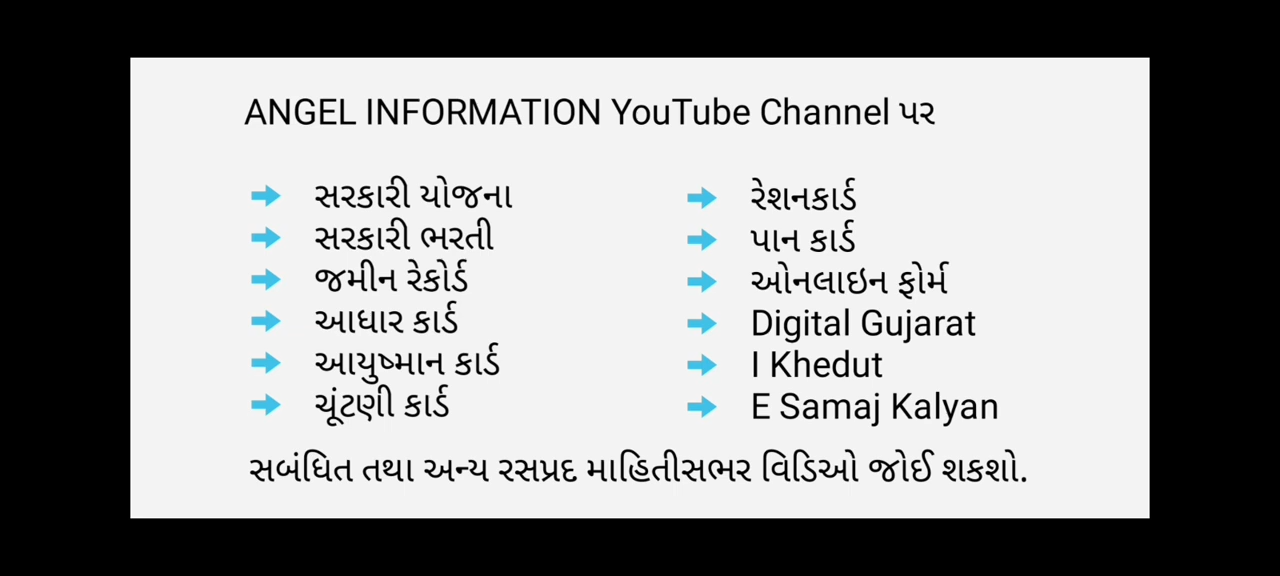 ANGEL INFORMATION YouTube Channel પર
સરકારી યોજના
સરકારી ભરતી
જમીન રેકોર્ડ
આધાર કાર્ડ
આયુષ્માન કાર્ડ
ચૂંટણી કાર્ડ
રેશનકાર્ડ
પાન કાર્ડ
ઓનલાઇન ફોર્મ
Digital Gujarat
I Khedut
E Samaj Kalyan
સબંધિત તથા અન્ય રસપ્રદ માહિતીસભર વિડિઓ જોઈ શકશો.